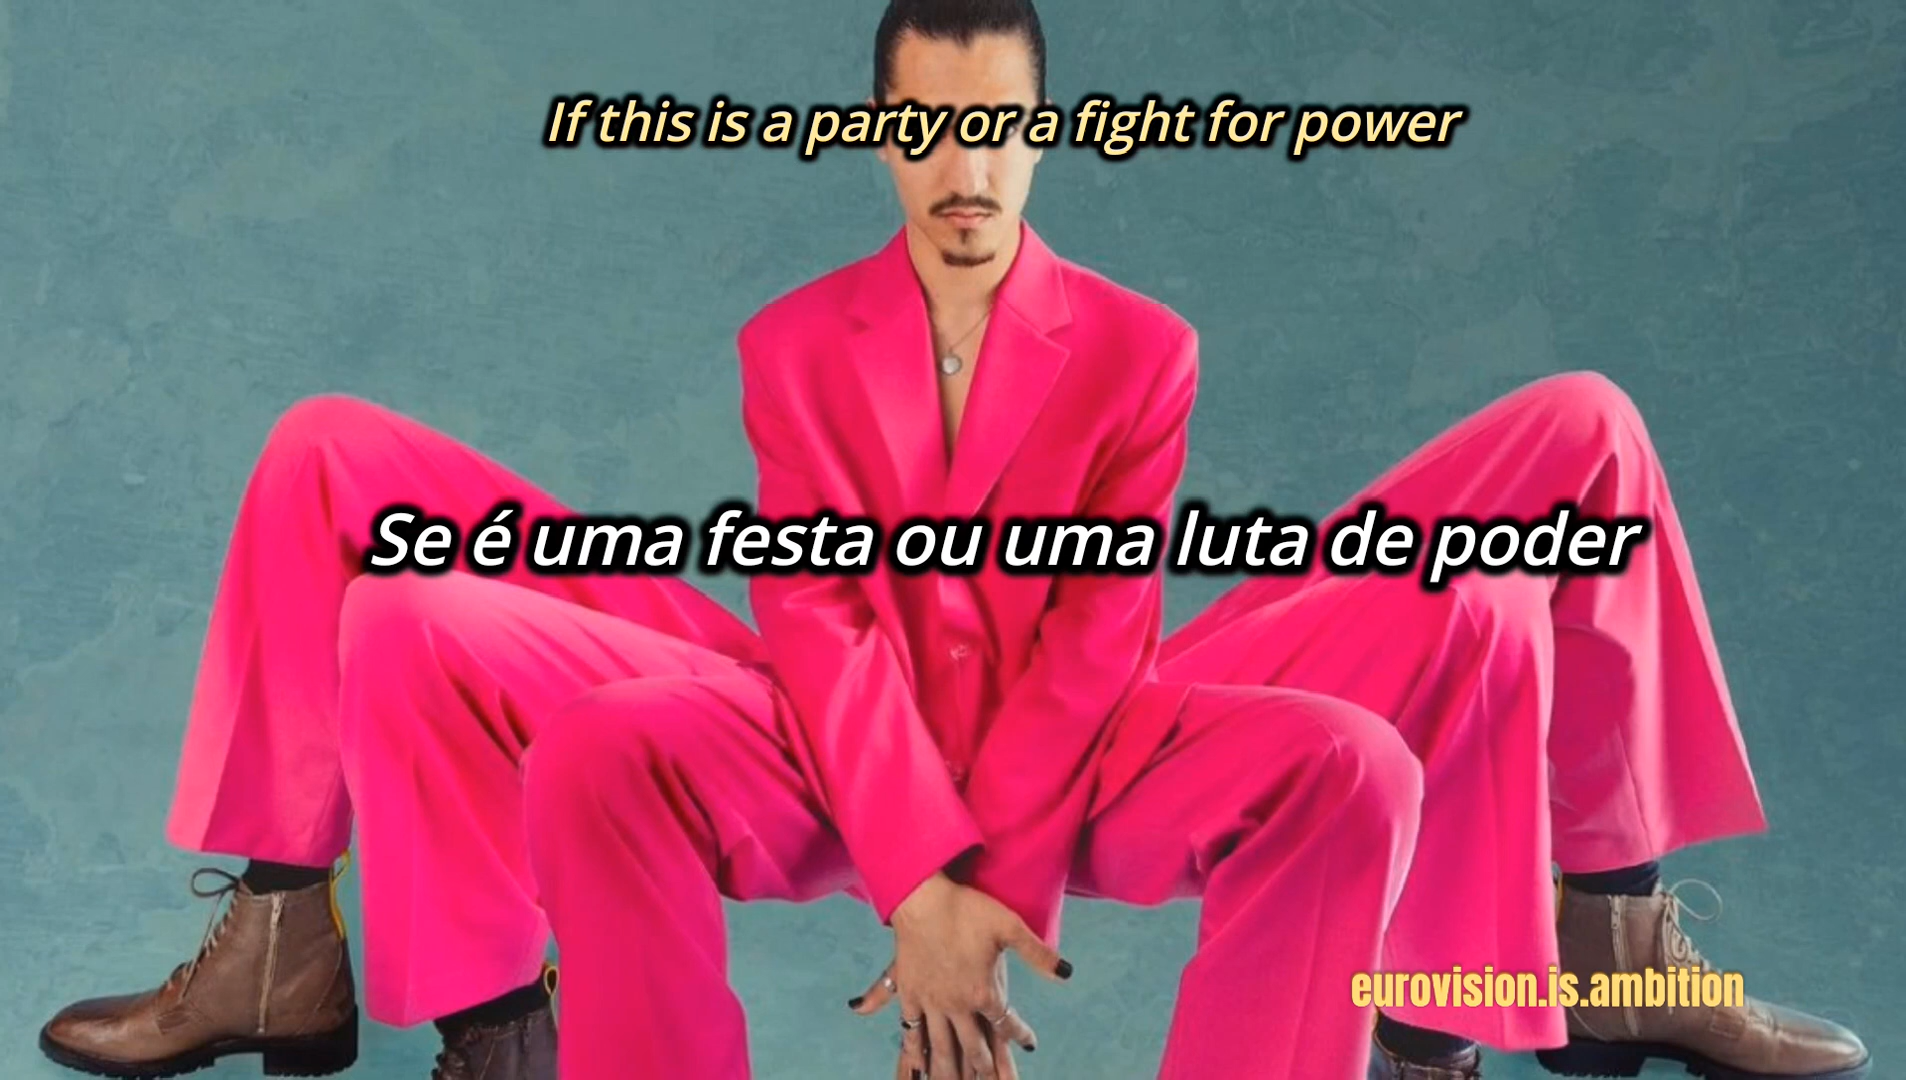 If this is a party or a fight for power
Se é uma festa ou uma luta de poder
eurovision.is.ambition